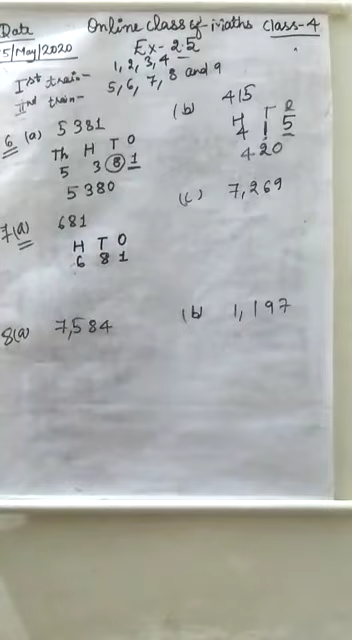 Date Online class of Maths Class-4
5/May/2020 Ex-2.5
Ist train- 1, 2, 3, 4
IInd train- 5, 6, 7, 8 and 9
6 (a) 5381 (b) 415
Th H T O H T O
5 3 8 1 4 1 5
5380 420
(c) 7,269
7(a) 681
H T O
6 8 1
8(a) 7,584 (b) 1,197